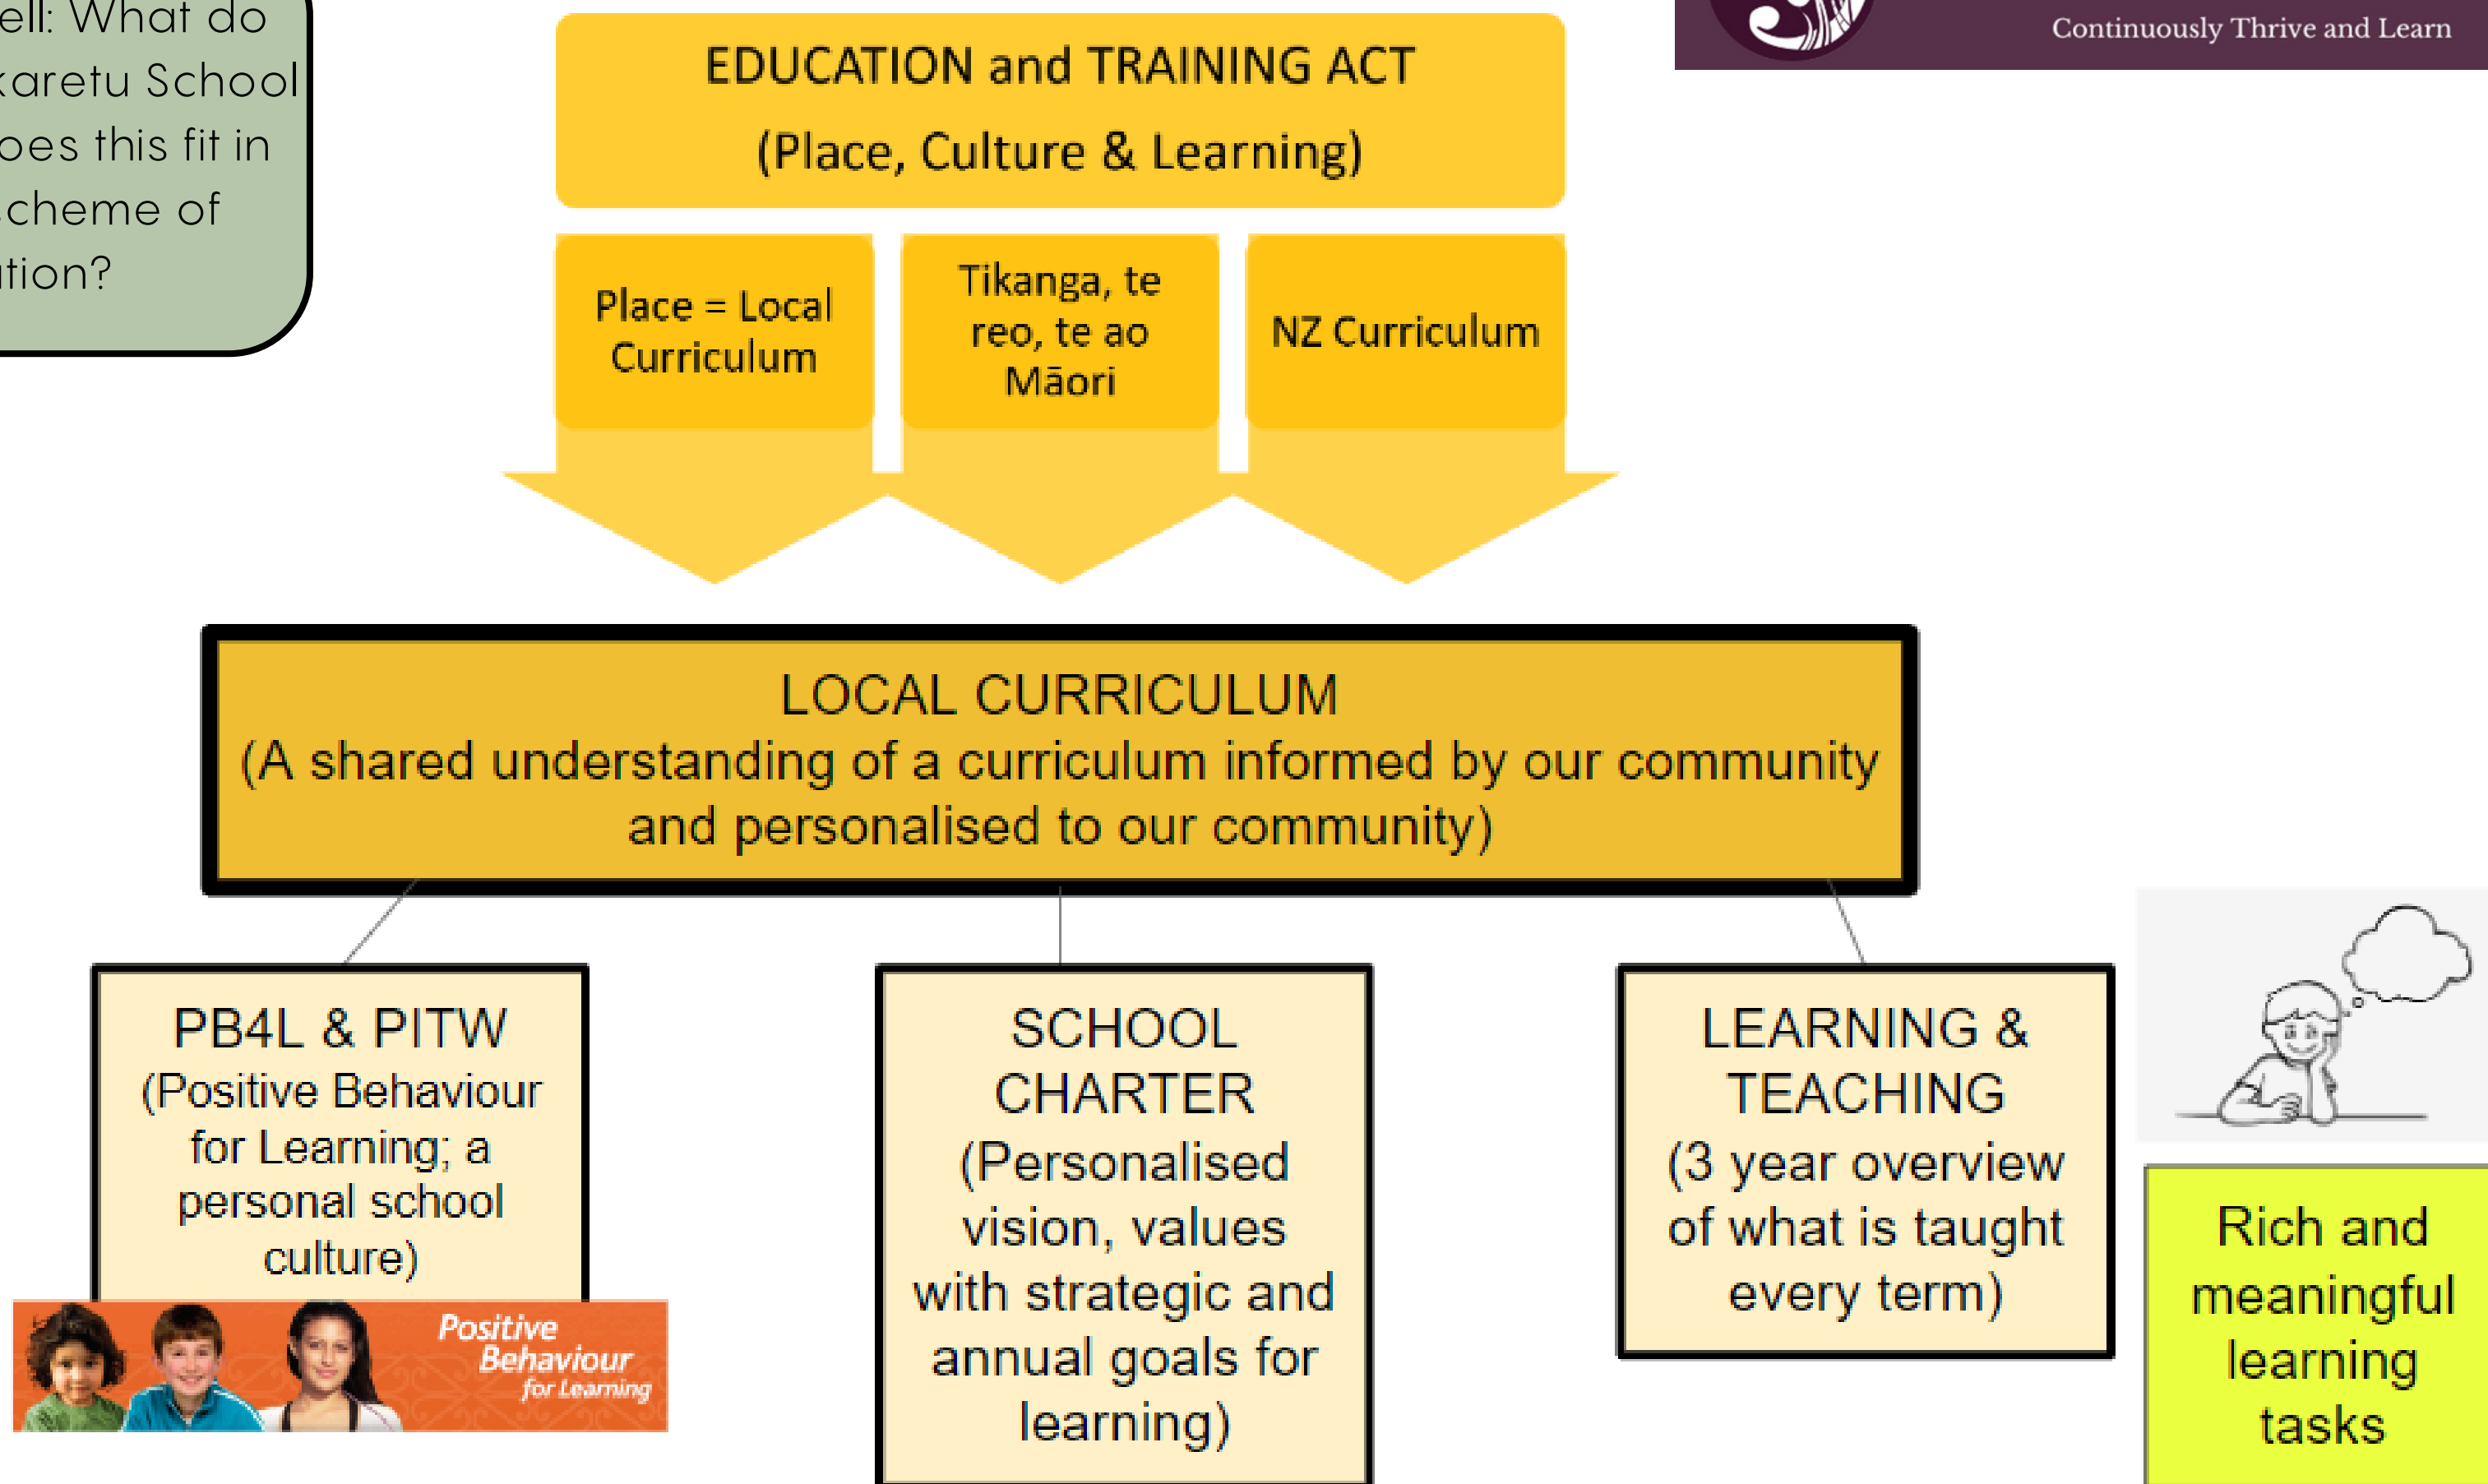 ell: What do
karetu School
oes this fit in
scheme of
ation?
Continuously Thrive and Learn
EDUCATION and TRAINING ACT
(Place, Culture & Learning)
Place = Local
Curriculum
Tikanga, te
reo, te ao
Māori
NZ Curriculum
LOCAL CURRICULUM
(A shared understanding of a curriculum informed by our community
and personalised to our community)
PB4L & PITW
(Positive Behaviour
for Learning; a
personal school
culture)
Positive
Behaviour
for Learning
SCHOOL
CHARTER
(Personalised
vision, values
with strategic and
annual goals for
learning)
LEARNING &
TEACHING
(3 year overview
of what is taught
every term)
Rich and
meaningful
learning
tasks